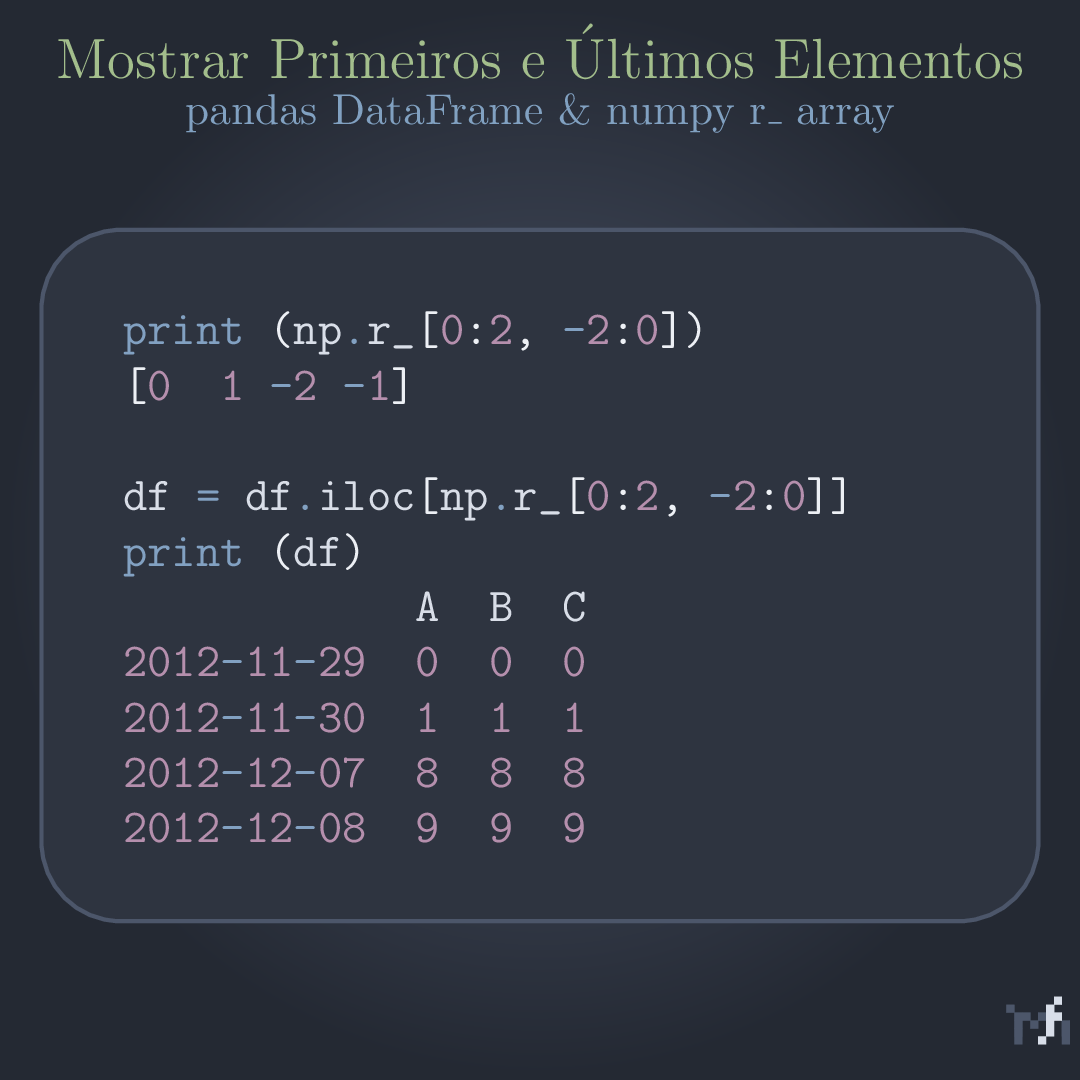 Mostrar Primeiros e Últimos Elementos
pandas DataFrame & numpy r_ array
print (np.r_[0:2, -2:0])
[0  1 -2 -1]
df = df.iloc[np.r_[0:2, -2:0]]
print (df)
            A  B  C
2012-11-29  0  0  0
2012-11-30  1  1  1
2012-12-07  8  8  8
2012-12-08  9  9  9